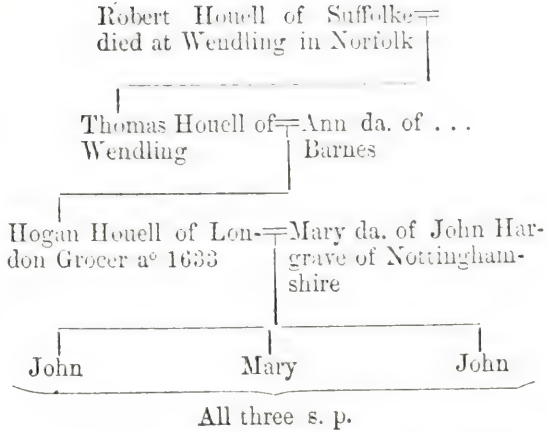 Robert Houell of Suffolke
died at Wendling in Norfolk
Thomas Houell of
Wendling
Ann da. of . . .
Barnes
Hogan Houell of Lon-
don Grocer aº 1633
Mary da. of John Har-
grave of Nottingham-
shire
John Mary John
All three s. p.